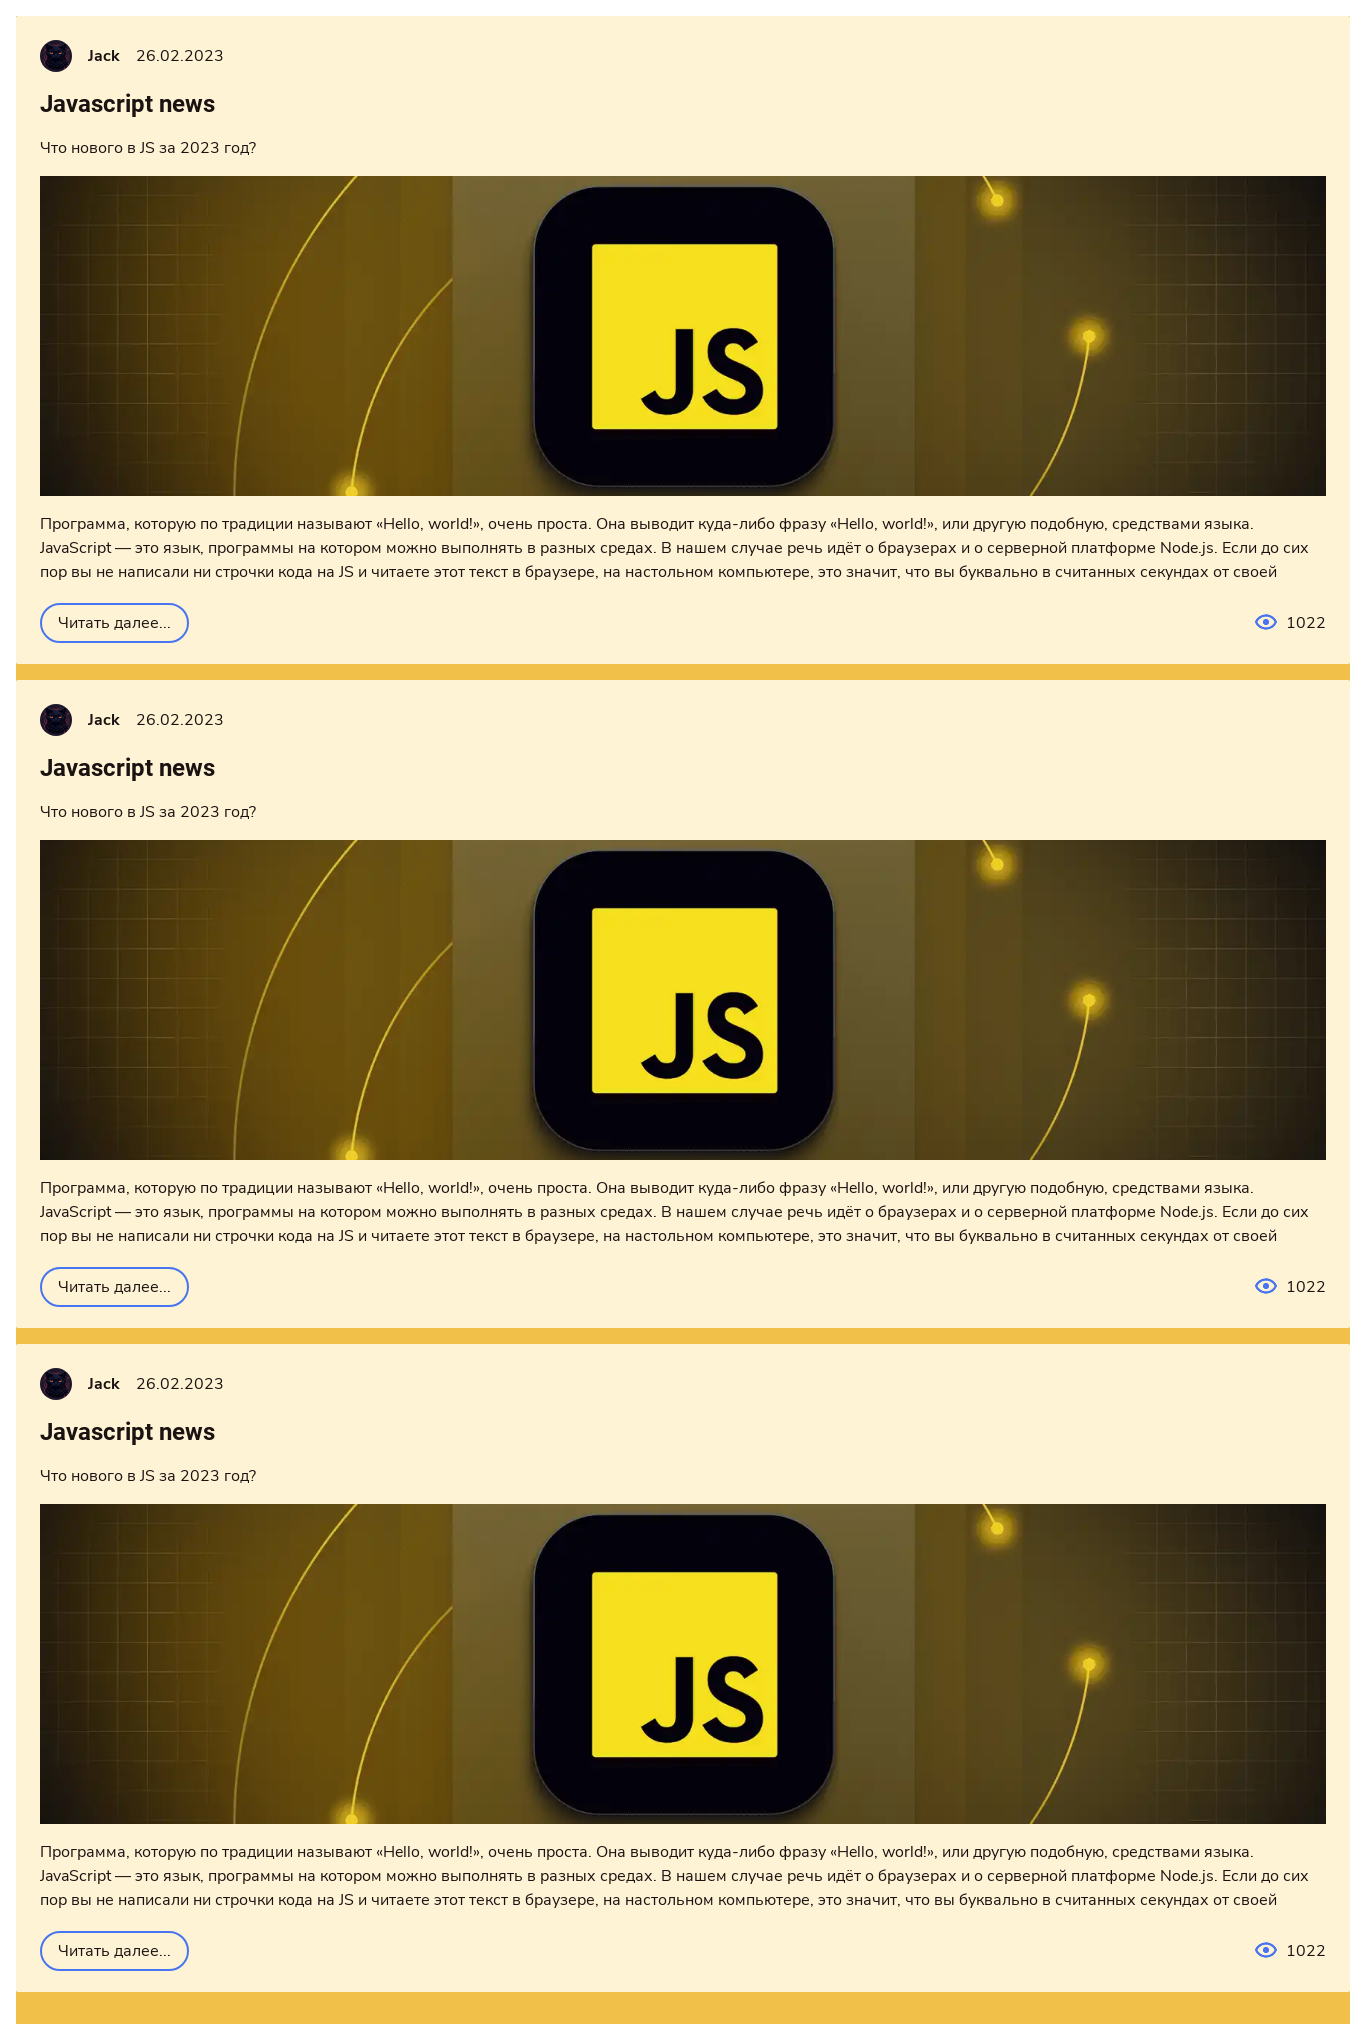 Jack 26.02.2023
Javascript news
Что нового в JS за 2023 год?
JS
Программа, которую по традиции называют «Hello, world!», очень проста. Она выводит куда-либо фразу «Hello, world!», или другую подобную, средствами языка.
JavaScript — это язык, программы на котором можно выполнять в разных средах. В нашем случае речь идёт о браузерах и о серверной платформе Node.js. Если до сих
пор вы не написали ни строчки кода на JS и читаете этот текст в браузере, на настольном компьютере, это значит, что вы буквально в считанных секундах от своей
Читать далее... 1022
Jack 26.02.2023
Javascript news
Что нового в JS за 2023 год?
JS
Программа, которую по традиции называют «Hello, world!», очень проста. Она выводит куда-либо фразу «Hello, world!», или другую подобную, средствами языка.
JavaScript — это язык, программы на котором можно выполнять в разных средах. В нашем случае речь идёт о браузерах и о серверной платформе Node.js. Если до сих
пор вы не написали ни строчки кода на JS и читаете этот текст в браузере, на настольном компьютере, это значит, что вы буквально в считанных секундах от своей
Читать далее... 1022
Jack 26.02.2023
Javascript news
Что нового в JS за 2023 год?
JS
Программа, которую по традиции называют «Hello, world!», очень проста. Она выводит куда-либо фразу «Hello, world!», или другую подобную, средствами языка.
JavaScript — это язык, программы на котором можно выполнять в разных средах. В нашем случае речь идёт о браузерах и о серверной платформе Node.js. Если до сих
пор вы не написали ни строчки кода на JS и читаете этот текст в браузере, на настольном компьютере, это значит, что вы буквально в считанных секундах от своей
Читать далее... 1022